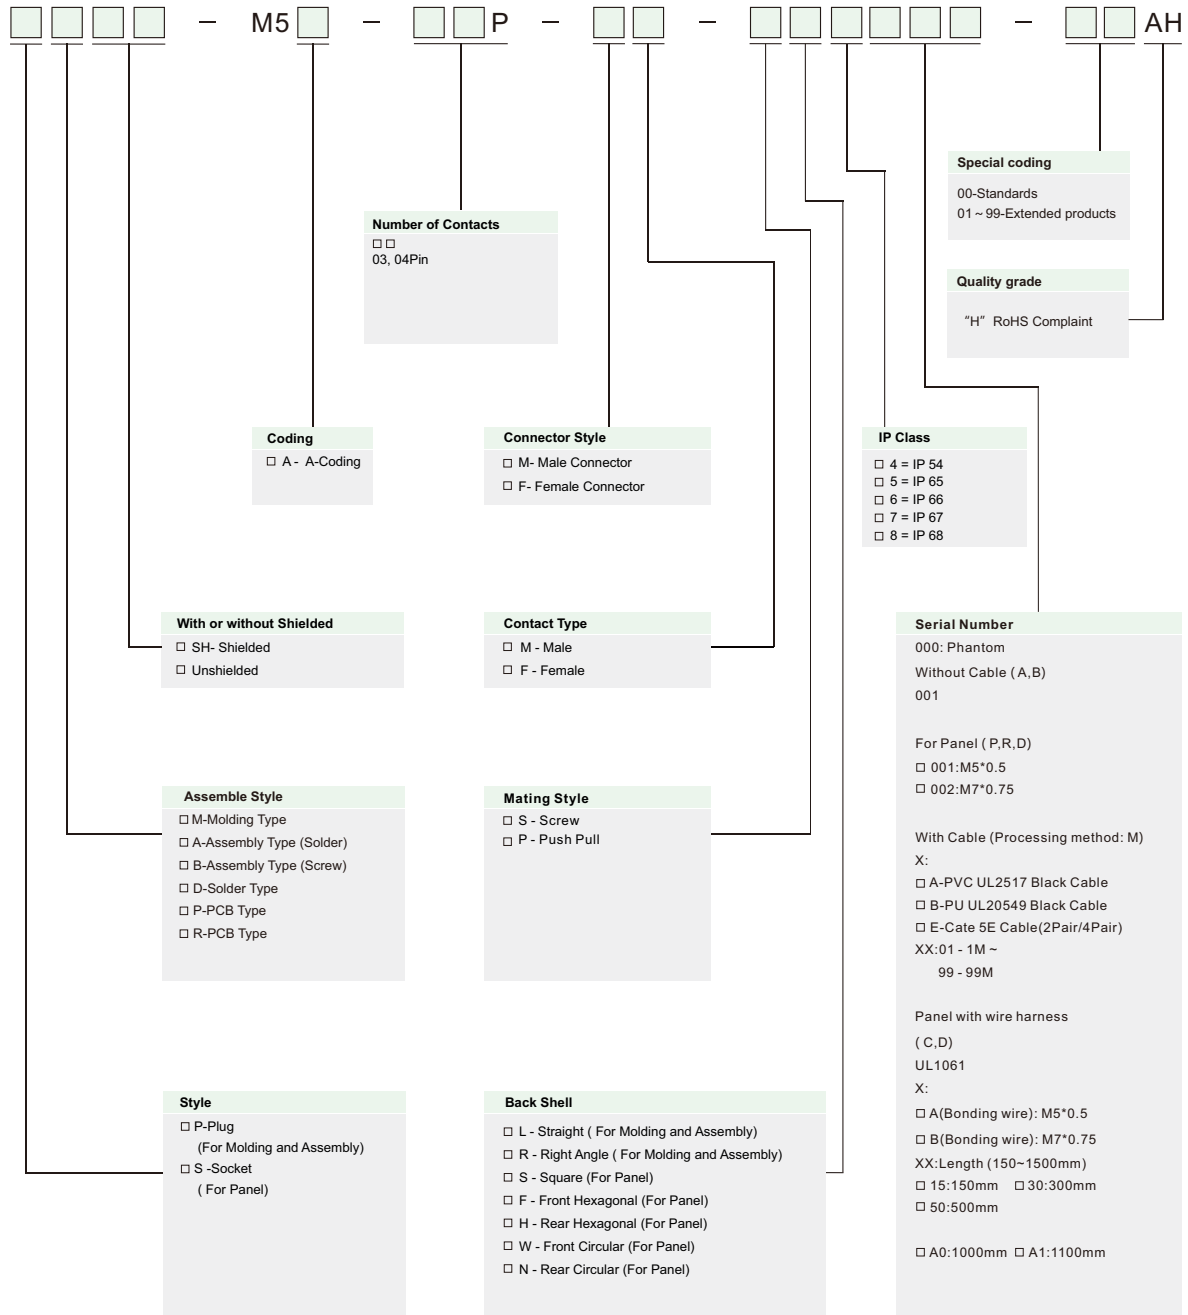 — M5 — P — — — AH
Special coding
00-Standards
01～99-Extended products
Number of Contacts
□ □
03, 04Pin
Quality grade
“H” RoHS Complaint
Coding
□ A - A-Coding
Connector Style
□ M- Male Connector
□ F- Female Connector
IP Class
□ 4 = IP 54
□ 5 = IP 65
□ 6 = IP 66
□ 7 = IP 67
□ 8 = IP 68
With or without Shielded
□ SH- Shielded
□ Unshielded
Contact Type
□ M - Male
□ F - Female
Assemble Style
□ M-Molding Type
□ A-Assembly Type (Solder)
□ B-Assembly Type (Screw)
□ D-Solder Type
□ P-PCB Type
□ R-PCB Type
Mating Style
□ S - Screw
□ P - Push Pull
Style
□ P-Plug
(For Molding and Assembly)
□ S -Socket
( For Panel)
Back Shell
□ L - Straight ( For Molding and Assembly)
□ R - Right Angle ( For Molding and Assembly)
□ S - Square (For Panel)
□ F - Front Hexagonal (For Panel)
□ H - Rear Hexagonal (For Panel)
□ W - Front Circular (For Panel)
□ N - Rear Circular (For Panel)
Serial Number
000: Phantom
Without Cable ( A,B)
001
For Panel ( P,R,D)
□ 001:M5*0.5
□ 002:M7*0.75
With Cable (Processing method: M)
X:
□ A-PVC UL2517 Black Cable
□ B-PU UL20549 Black Cable
□ E-Cate 5E Cable(2Pair/4Pair)
XX:01 - 1M ~
99 - 99M
Panel with wire harness
( C,D)
UL1061
X:
□ A(Bonding wire): M5*0.5
□ B(Bonding wire): M7*0.75
XX:Length (150~1500mm)
□ 15:150mm □ 30:300mm
□ 50:500mm
□ A0:1000mm □ A1:1100mm